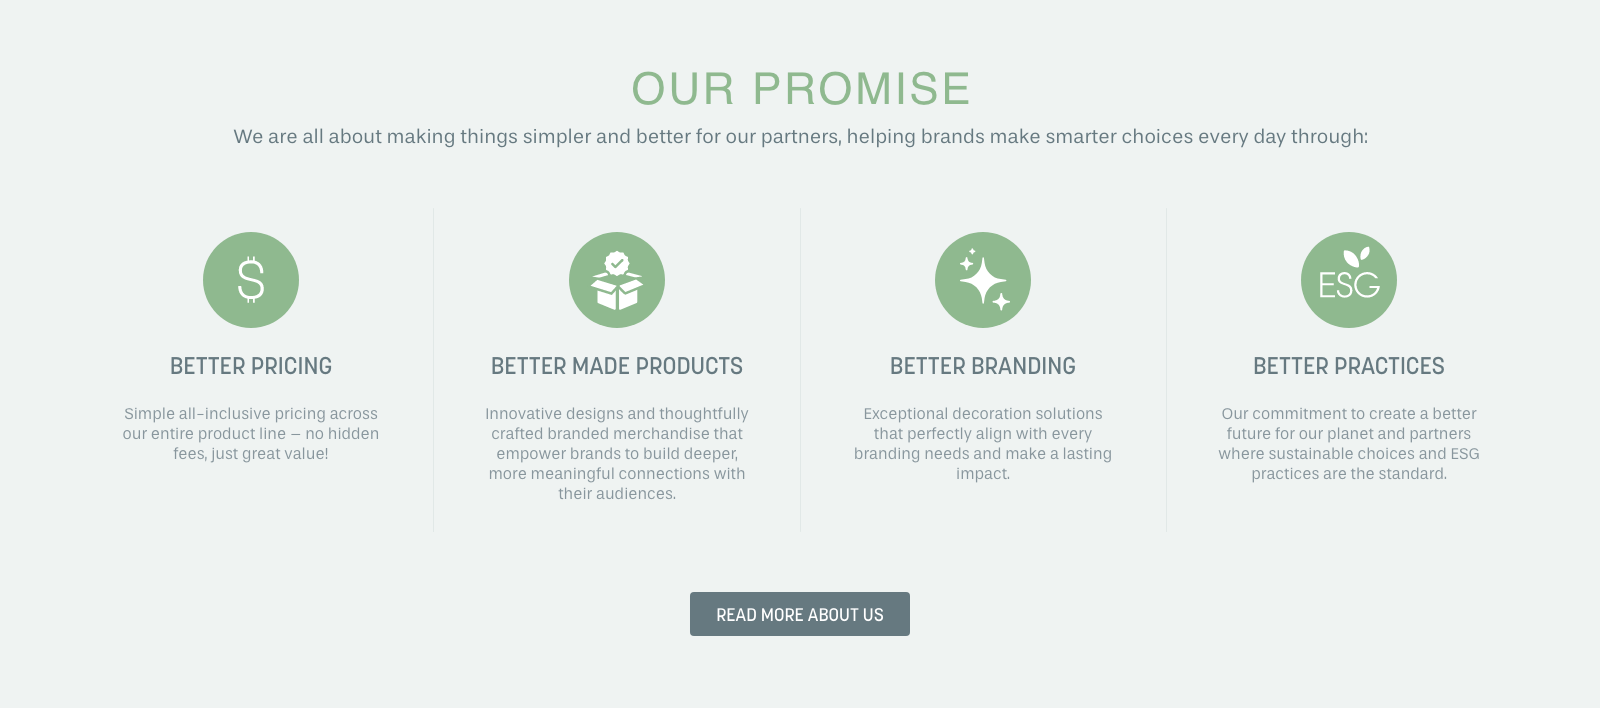 OUR PROMISE
We are all about making things simpler and better for our partners, helping brands make smarter choices every day through:
S
BETTER PRICING
Simple all-inclusive pricing across
our entire product line – no hidden
fees, just great value!
BETTER MADE PRODUCTS
Innovative designs and thoughtfully
crafted branded merchandise that
empower brands to build deeper,
more meaningful connections with
their audiences.
BETTER BRANDING
Exceptional decoration solutions
that perfectly align with every
branding needs and make a lasting
impact.
ESG
BETTER PRACTICES
Our commitment to create a better
future for our planet and partners
where sustainable choices and ESG
practices are the standard.
READ MORE ABOUT US